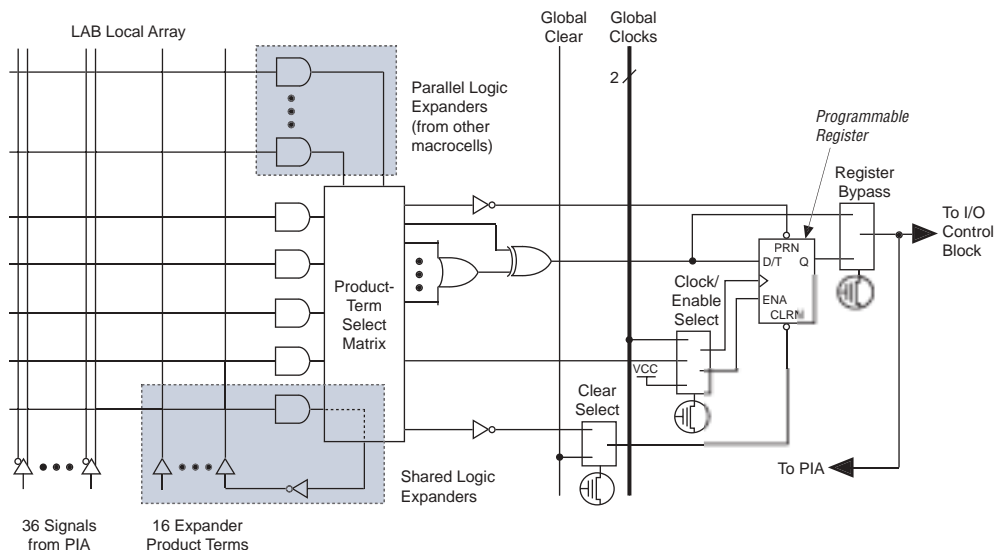 LAB Local Array
Global
Clear
Global
Clocks
2
Parallel Logic
Expanders
(from other
macrocells)
Programmable
Register
Register
Bypass
To I/O
Control
Block
PRN
D/T
Q
ENA
CLRN
Clock/
Enable
Select
Product-
Term
Select
Matrix
VCC
Clear
Select
To PIA
Shared Logic
Expanders
36 Signals
from PIA
16 Expander
Product Terms